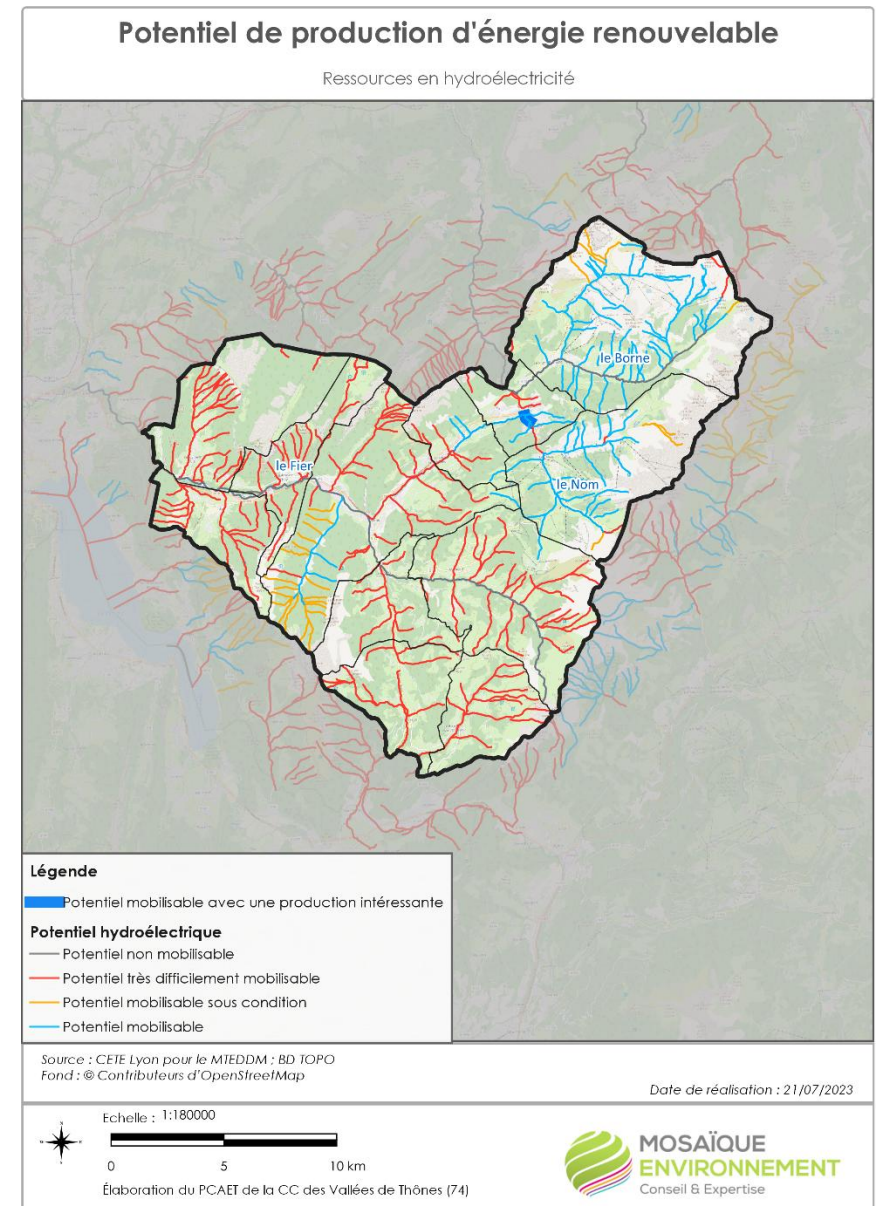 Potentiel de production d'énergie renouvelable
Ressources en hydroélectricité
le Borne
le Fier
le Nom
Légende
Potentiel mobilisable avec une production intéressante
Potentiel hydroélectrique
Potentiel non mobilisable
Potentiel très difficilement mobilisable
Potentiel mobilisable sous condition
Potentiel mobilisable
Source : CETE Lyon pour le MTEDDM ; BD TOPO
Fond : © Contributeurs d'OpenStreetMap
Date de réalisation : 21/07/2023
Echelle : 1:180000
0 5 10 km
Élaboration du PCAET de la CC des Vallées de Thônes (74)
MOSAÏQUE
ENVIRONNEMENT
Conseil & Expertise